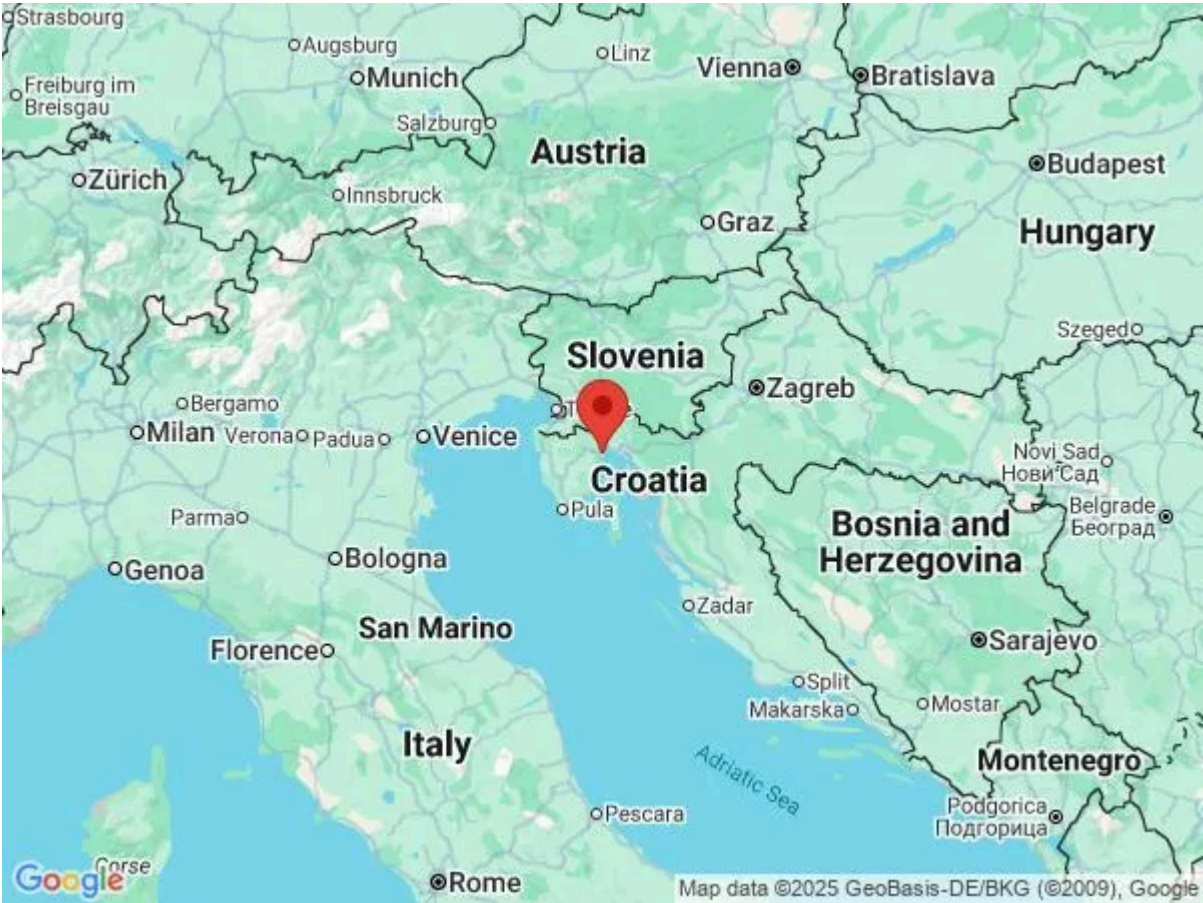 Strasbourg
Augsburg
Linz
Vienna
Bratislava
Munich
Freiburg im
Breisgau
Salzburg
Austria
Budapest
Zürich
Innsbruck
Graz
Hungary
Szeged
Slovenia
Zagreb
Bergamo
Milan
Verona
Padua
Venice
Croatia
Novi Sad
Нови Сад
Pula
Belgrade
Београд
Parma
Bosnia and
Herzegovina
Bologna
Genoa
Zadar
San Marino
Florence
Sarajevo
Split
Makarska
Mostar
Italy
Adriatic Sea
Montenegro
Pescara
Podgorica
Подгорица
Corse
Google
Rome
Map data ©2025 GeoBasis-DE/BKG (©2009), Google